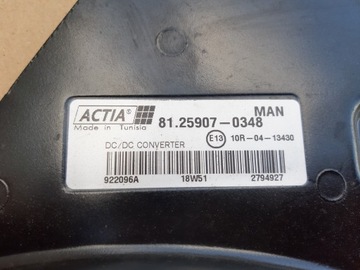 ACTIA® MAN
Made in Tunisia 81.25907-0348
E13 10R-04-13430
DC/DC CONVERTER
922096A 18W51 2794927